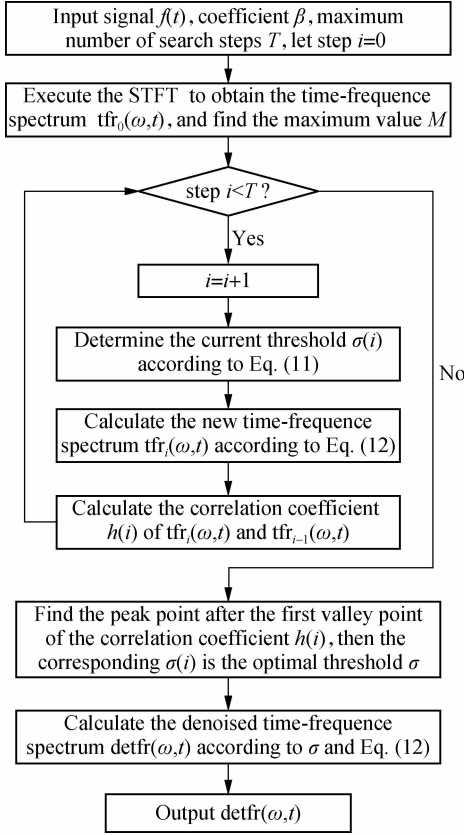 Input signal f(t), coefficient β, maximum
number of search steps T, let step i=0
Execute the STFT to obtain the time-frequence
spectrum tfr₀(ω,t), and find the maximum value M
step i<T?
Yes
i=i+1
Determine the current threshold σ(i)
according to Eq. (11)
No
Calculate the new time-frequence
spectrum tfrᵢ(ω,t) according to Eq. (12)
Calculate the correlation coefficient
h(i) of tfrᵢ(ω,t) and tfrᵢ₋₁(ω,t)
Find the peak point after the first valley point
of the correlation coefficient h(i), then the
corresponding σ(i) is the optimal threshold σ
Calculate the denoised time-frequence
spectrum detfr(ω,t) according to σ and Eq. (12)
Output detfr(ω,t)